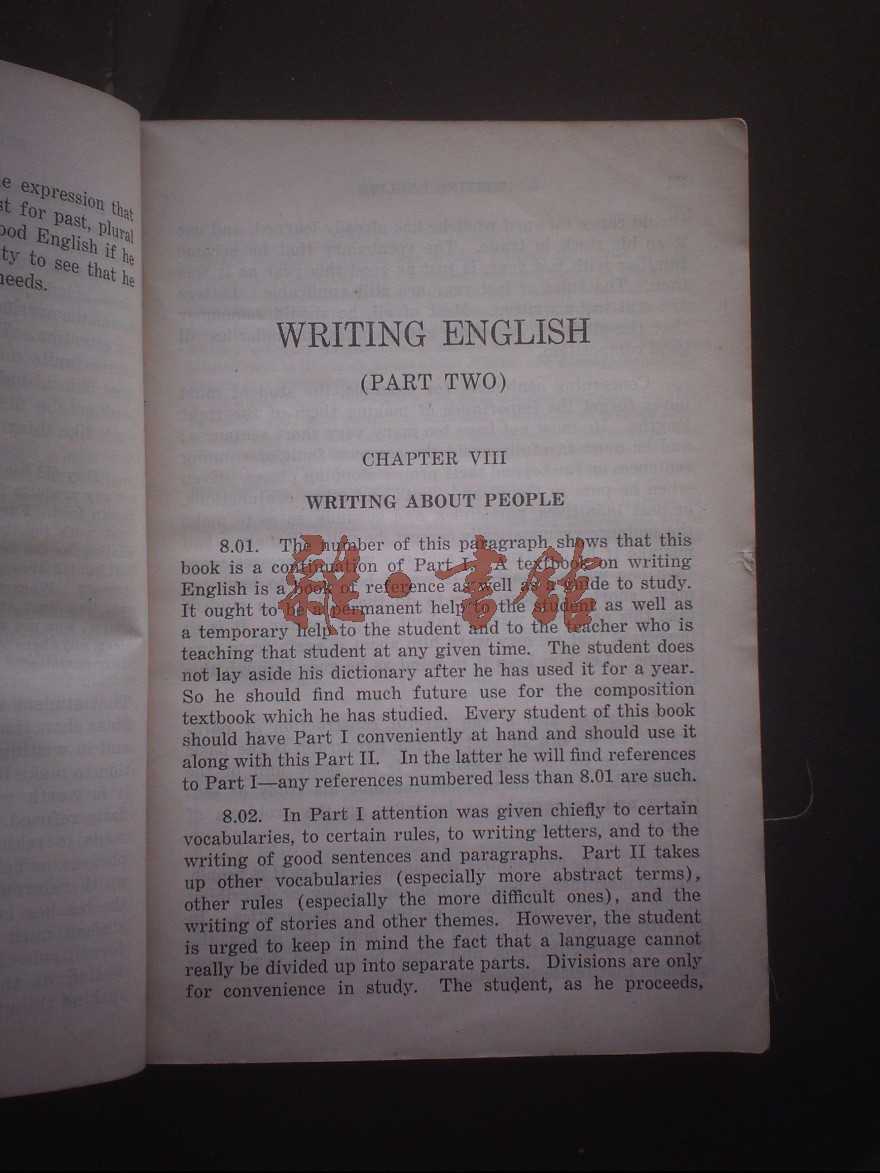 e expression that
st for past, plural
ood English if he
ty to see that he
needs.
WRITING ENGLISH
(PART TWO)
CHAPTER VIII
WRITING ABOUT PEOPLE
8.01. The number of this paragraph shows that this
book is a continuation of Part I. A textbook on writing
English is a book of reference as well as a guide to study.
It ought to be a permanent help to the student as well as
a temporary help to the student and to the teacher who is
teaching that student at any given time. The student does
not lay aside his dictionary after he has used it for a year.
So he should find much future use for the composition
textbook which he has studied. Every student of this book
should have Part I conveniently at hand and should use it
along with this Part II. In the latter he will find references
to Part I—any references numbered less than 8.01 are such.
8.02. In Part I attention was given chiefly to certain
vocabularies, to certain rules, to writing letters, and to the
writing of good sentences and paragraphs. Part II takes
up other vocabularies (especially more abstract terms),
other rules (especially the more difficult ones), and the
writing of stories and other themes. However, the student
is urged to keep in mind the fact that a language cannot
really be divided up into separate parts. Divisions are only
for convenience in study. The student, as he proceeds,
雜·書館